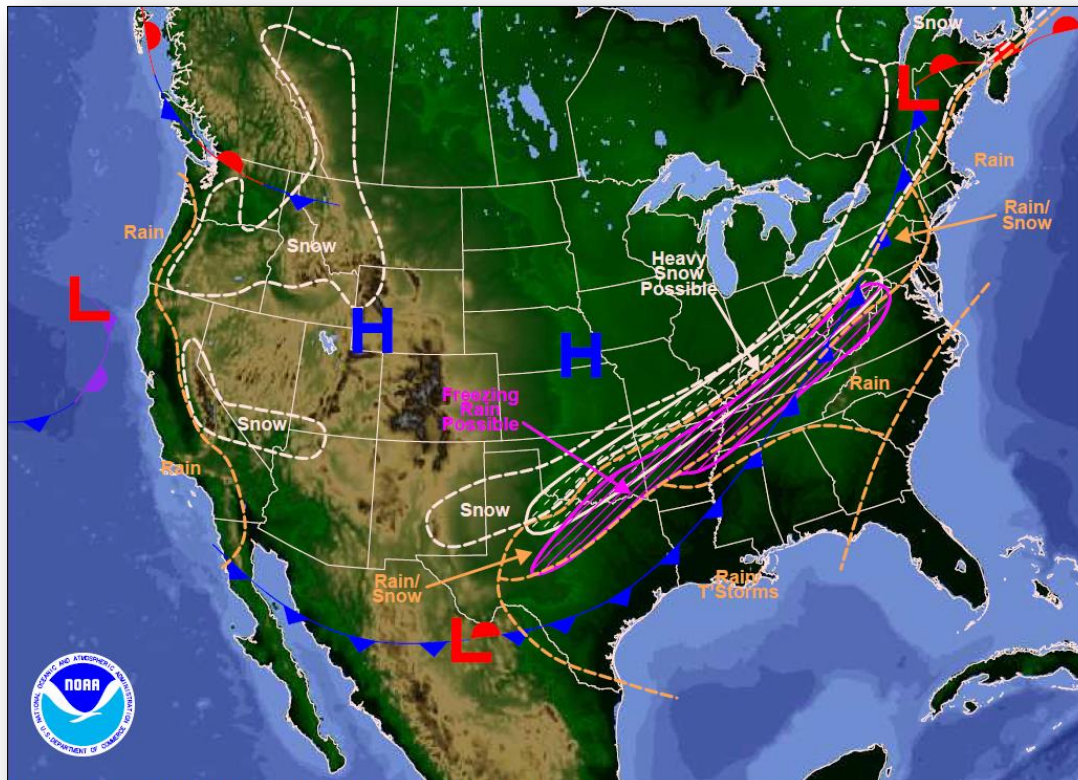 Snow
L
Rain
Rain/
Snow
Rain
Snow
Heavy
Snow
Possible
L
H
H
Freezing
Rain
Possible
Rain
Snow
Rain
Snow
Rain/
Snow
Rain/
T'Storms
L
NATIONAL OCEANIC AND ATMOSPHERIC ADMINISTRATION
NOAA
U.S. DEPARTMENT OF COMMERCE